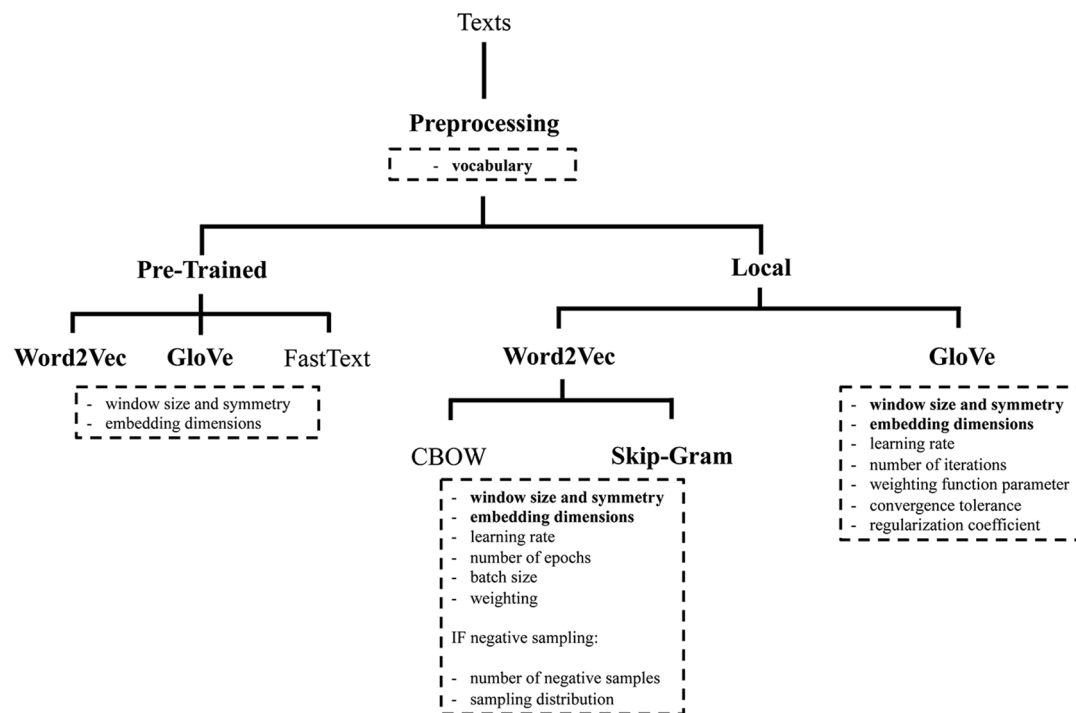 Texts
Preprocessing
- vocabulary
Pre-Trained
Local
Word2Vec
GloVe
FastText
- window size and symmetry
- embedding dimensions
Word2Vec
GloVe
CBOW
Skip-Gram
- window size and symmetry
- embedding dimensions
- learning rate
- number of epochs
- batch size
- weighting
IF negative sampling:
- number of negative samples
- sampling distribution
- window size and symmetry
- embedding dimensions
- learning rate
- number of iterations
- weighting function parameter
- convergence tolerance
- regularization coefficient